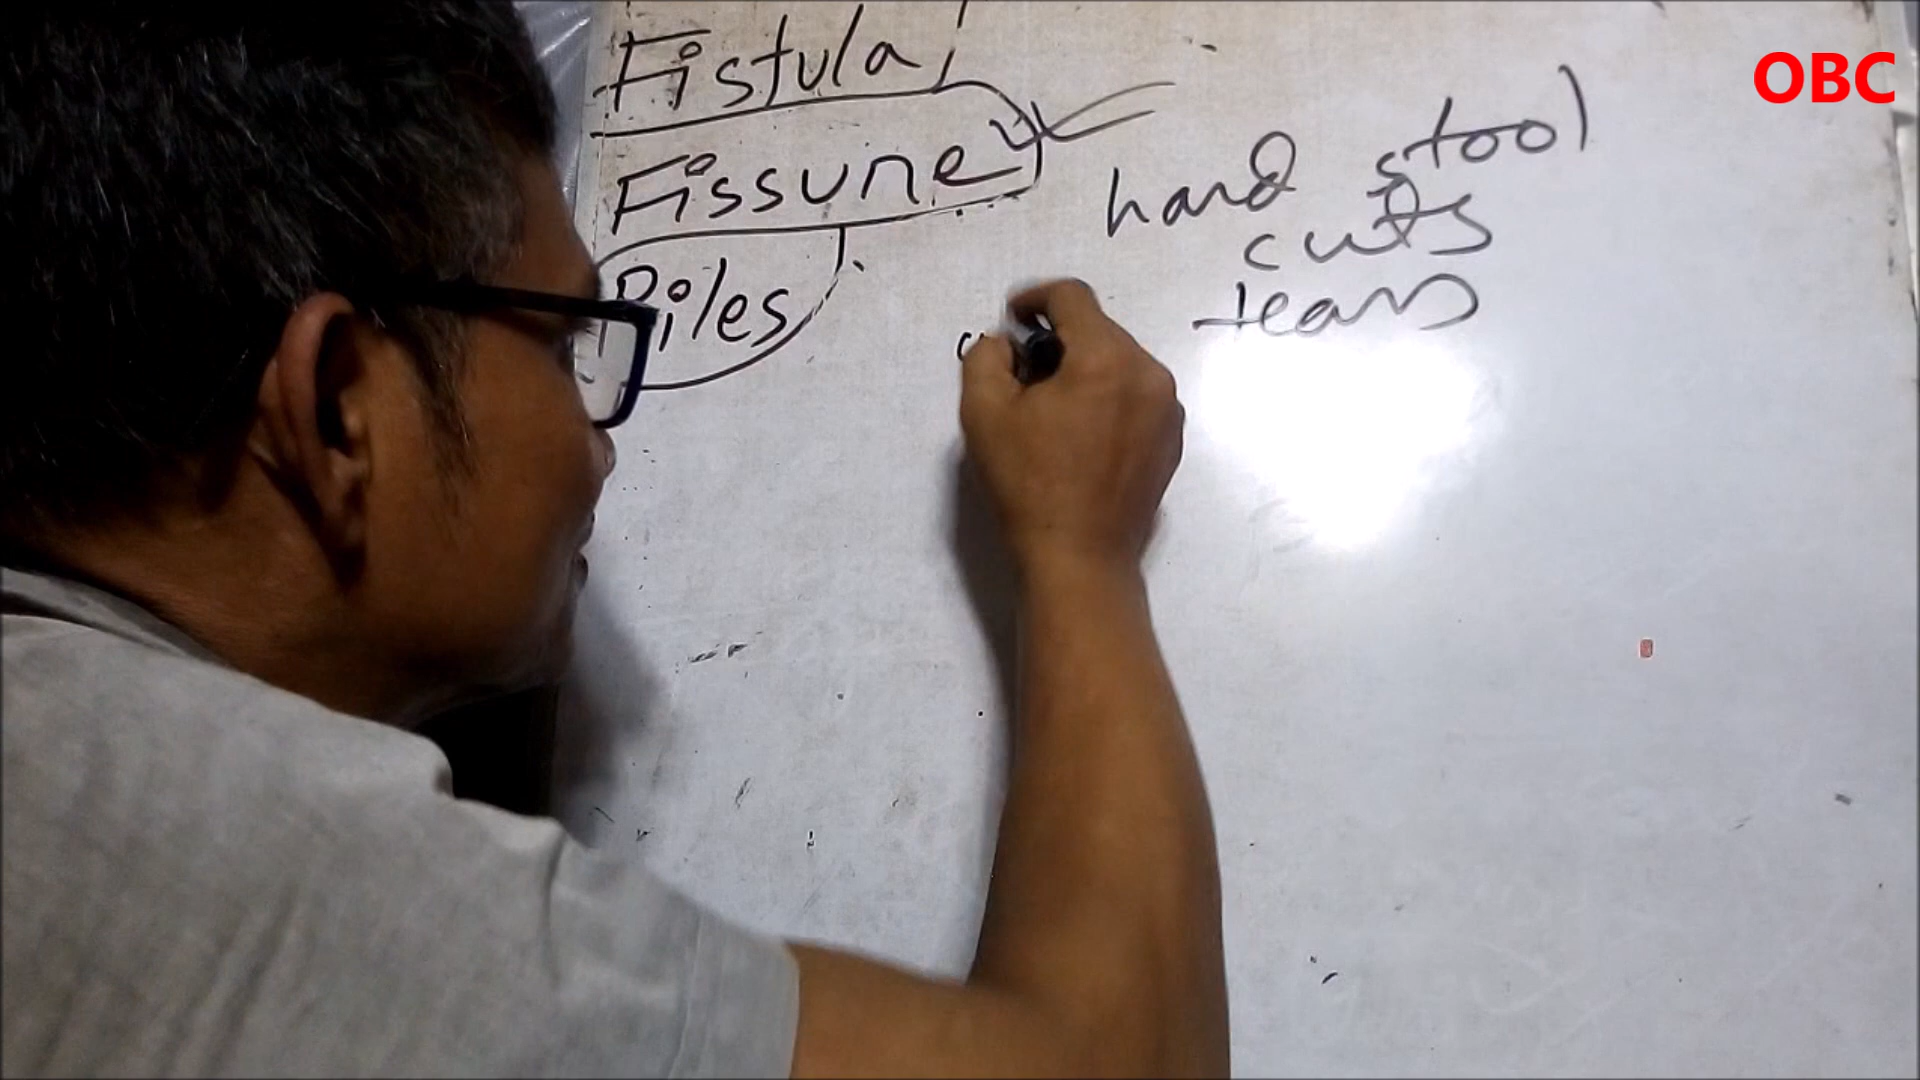 Fistula
OBC
Fissure
hard stool
cuts
tears
Piles